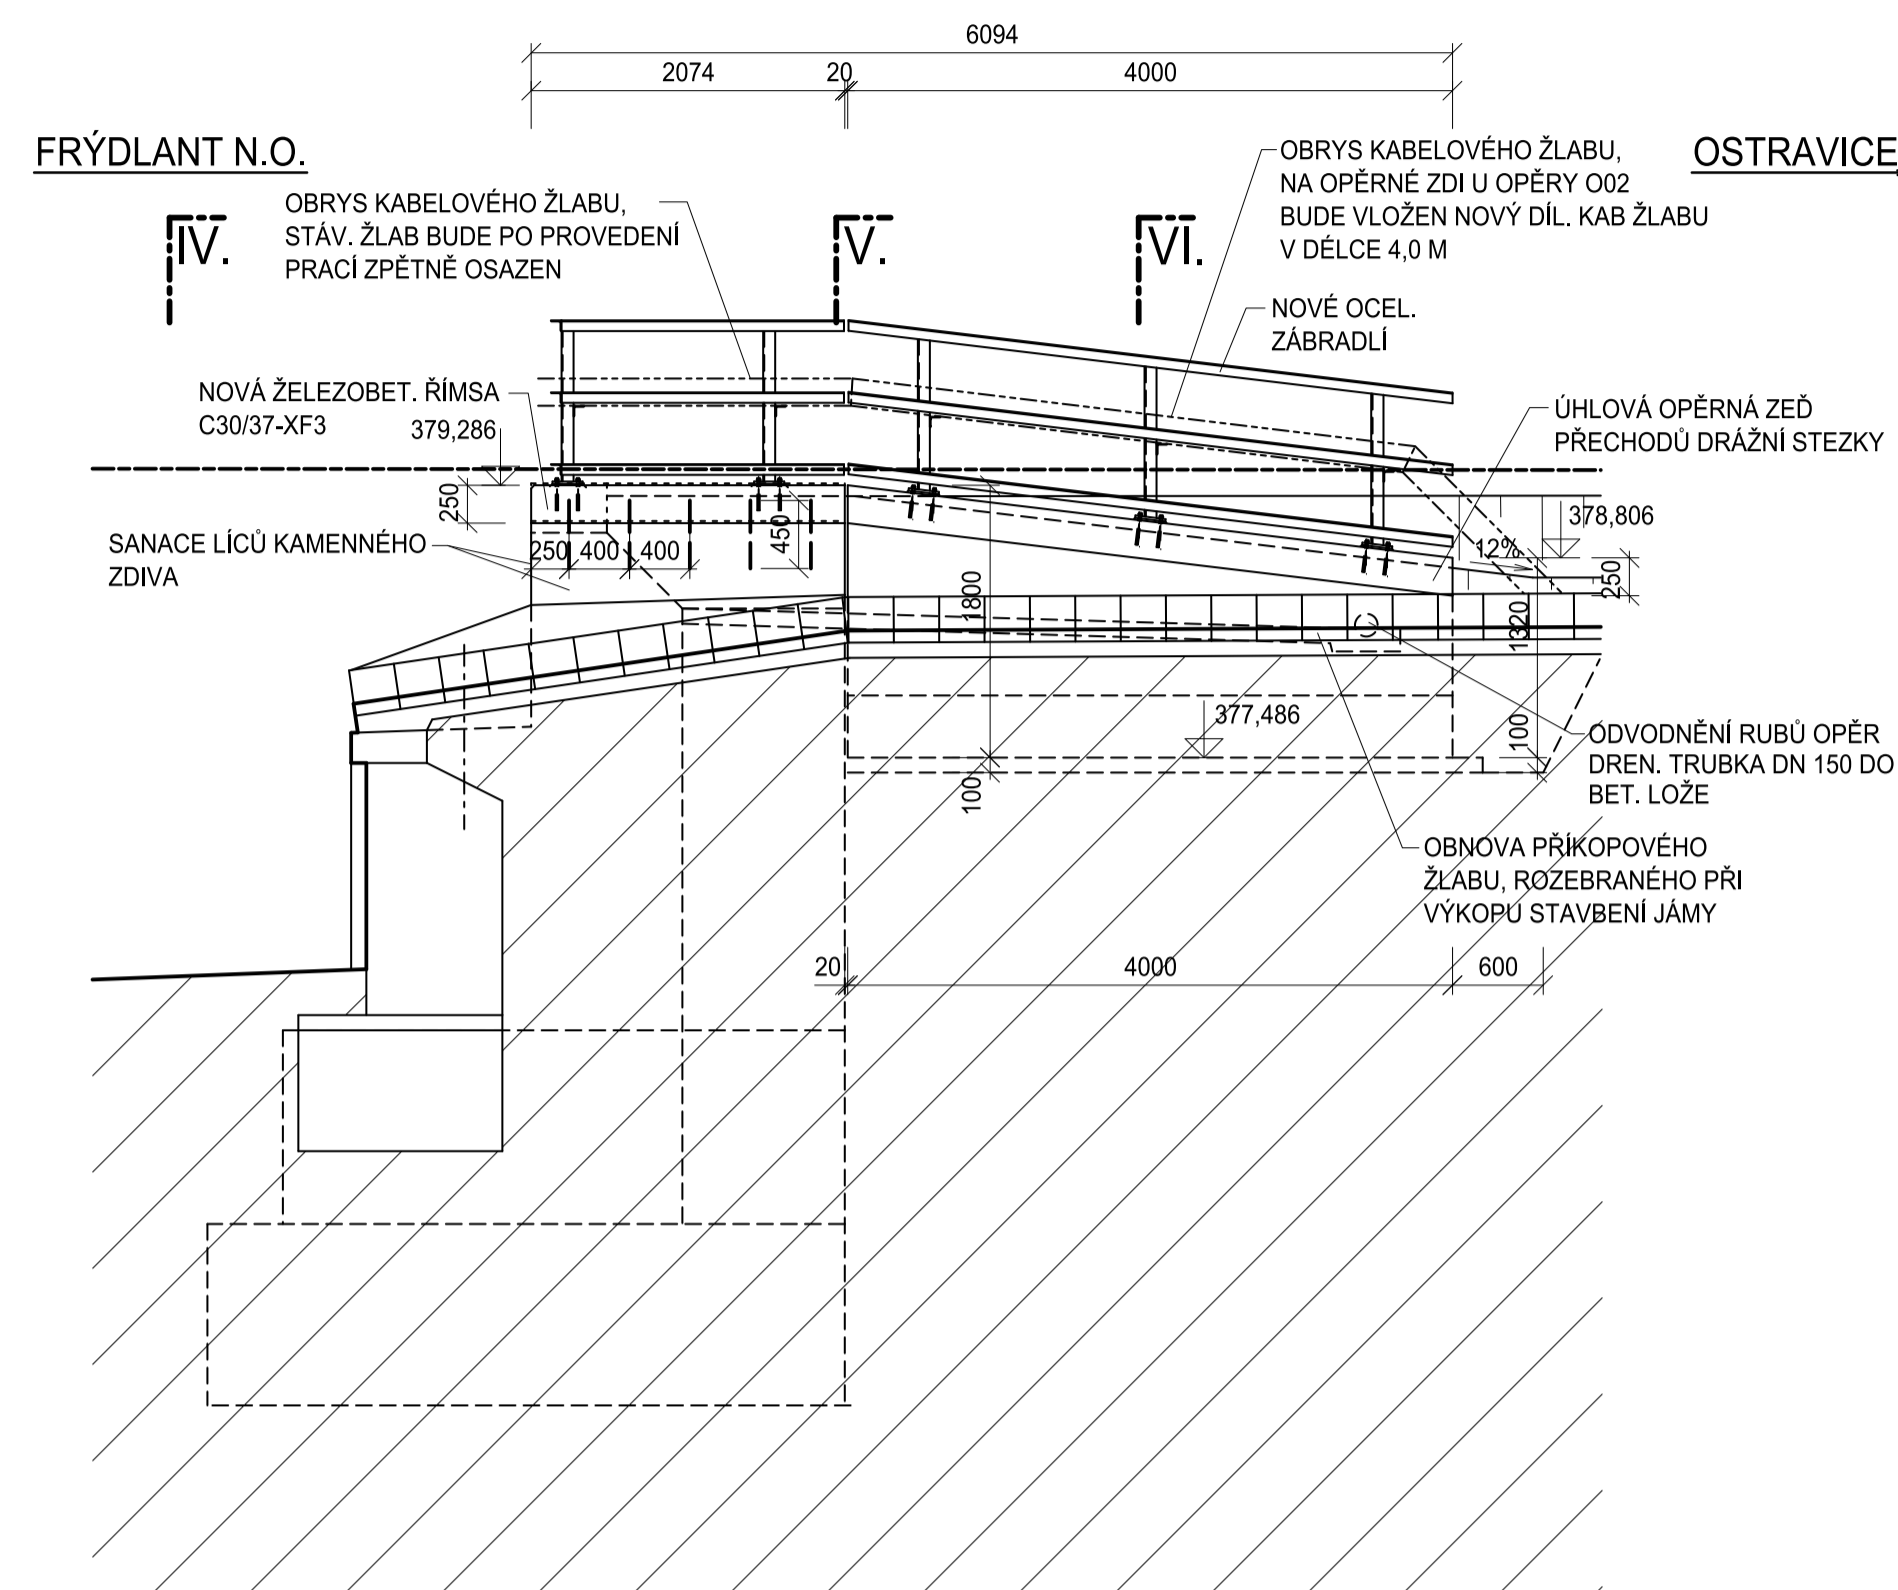 6094
2074
20
4000
FRÝDLANT N.O.
OSTRAVICE
OBRYS KABELOVÉHO ŽLABU,
STÁV. ŽLAB BUDE PO PROVEDENÍ
PRACÍ ZPĚTNĚ OSAZEN
OBRYS KABELOVÉHO ŽLABU,
NA OPĚRNÉ ZDI U OPĚRY O02
BUDE VLOŽEN NOVÝ DÍL. KAB ŽLABU
V DÉLCE 4,0 M
IV.
V.
VI.
NOVÉ OCEL.
ZÁBRADLÍ
NOVÁ ŽELEZOBET. ŘÍMSA
C30/37-XF3
379,286
ÚHLOVÁ OPĚRNÁ ZEĎ
PŘECHODŮ DRÁŽNÍ STEZKY
250
SANACE LÍCŮ KAMENNÉHO
ZDIVA
250
400
400
450
1800
378,806
12%
250
1320
377,486
100
100
ODVODNĚNÍ RUBŮ OPĚR
DREN. TRUBKA DN 150 DO
BET. LOŽE
OBNOVA PŘÍKOPOVÉHO
ŽLABU, ROZEBRANÉHO PŘI
VÝKOPU STAVBENÍ JÁMY
20
4000
600